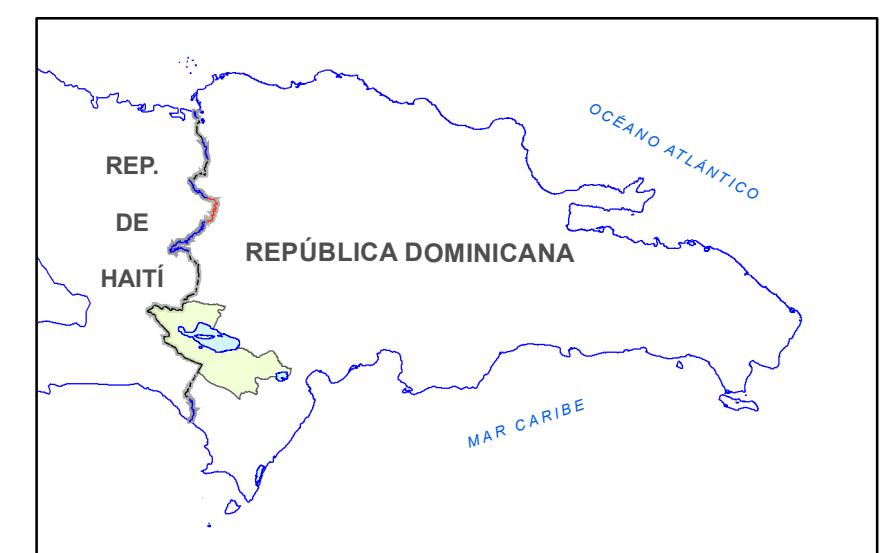 OCÉANO ATLÁNTICO
REP.
DE
HAITÍ
REPÚBLICA DOMINICANA
MAR CARIBE